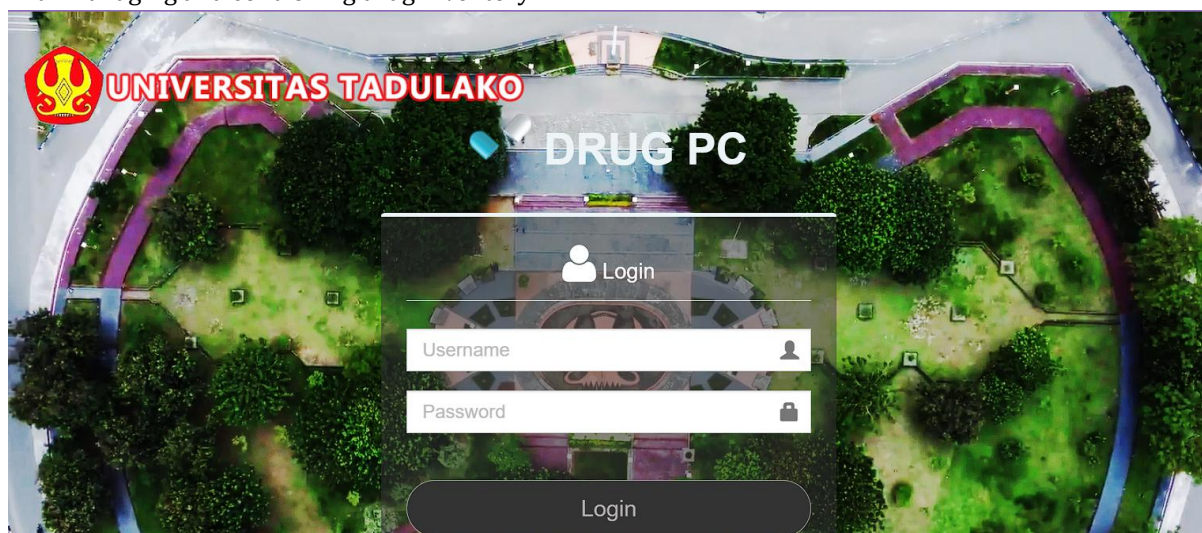 UNIVERSITAS TADULAKO
DRUG PC
Login
Username
Password
Login